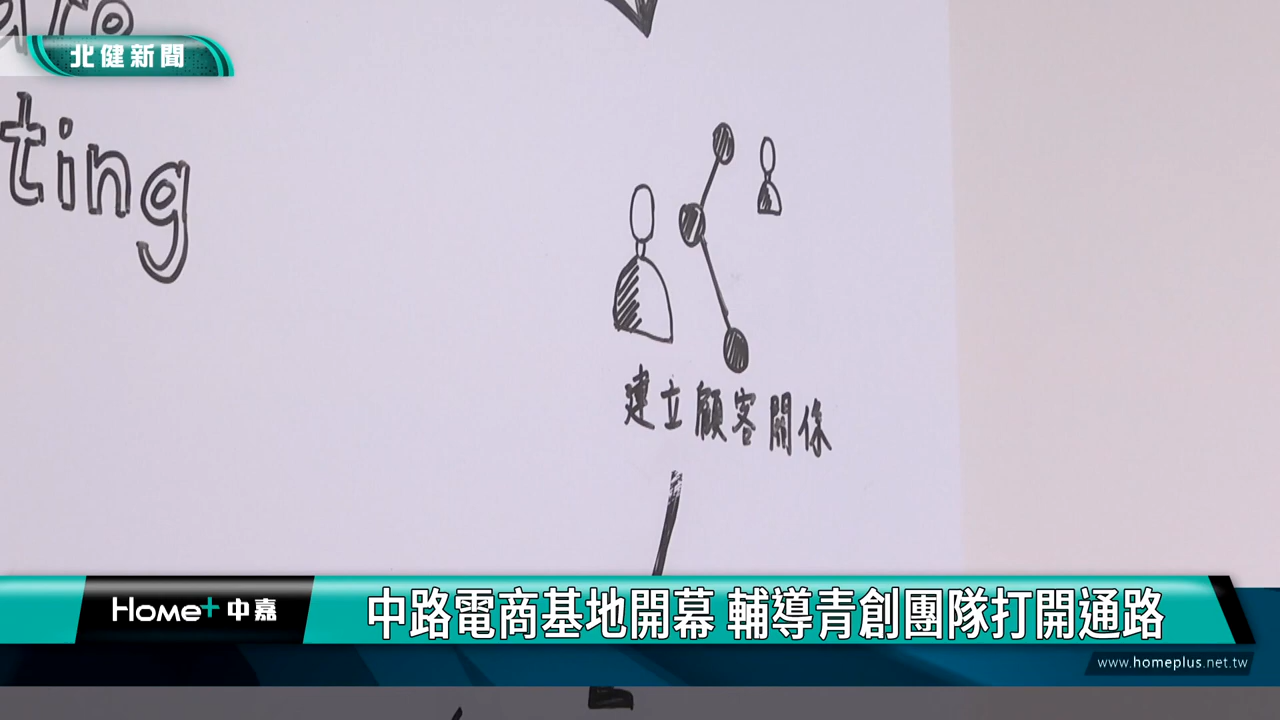 北健新聞
ting
建立顧客關係
Home+中嘉
中路電商基地開幕 輔導青創團隊打開通路
www.homeplus.net.tw